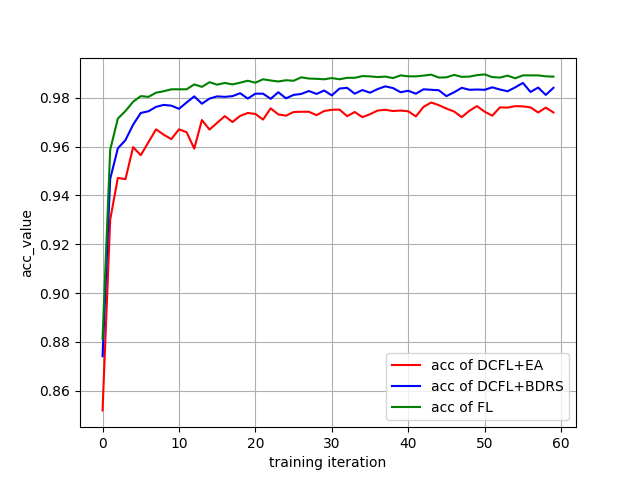 0.98
0.96
0.94
0.92
0.90
0.88
0.86
acc_value
acc of DCFL+EA
acc of DCFL+BDRS
acc of FL
0 10 20 30 40 50 60
training iteration